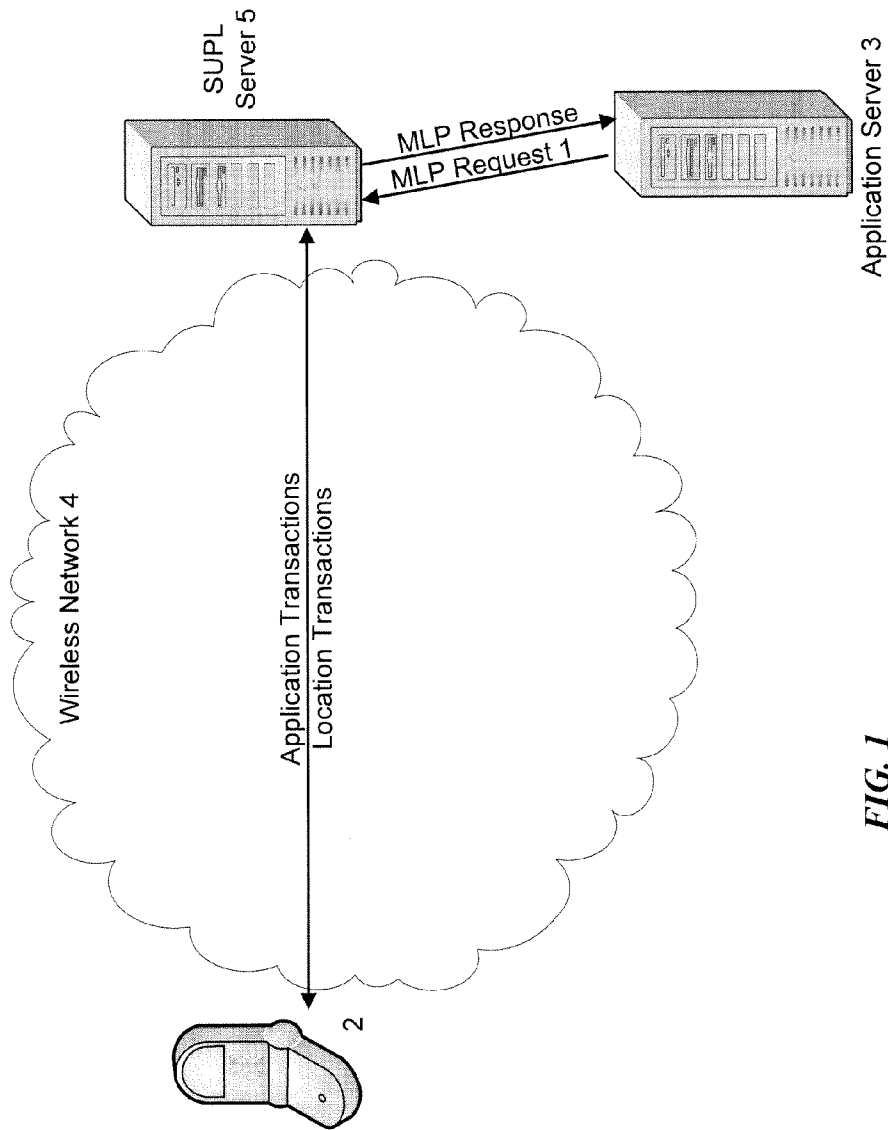 Wireless Network 4
SUPL
Server 5
Application Transactions
Location Transactions
MLP Response
MLP Request 1
2
Application Server 3
FIG. 1